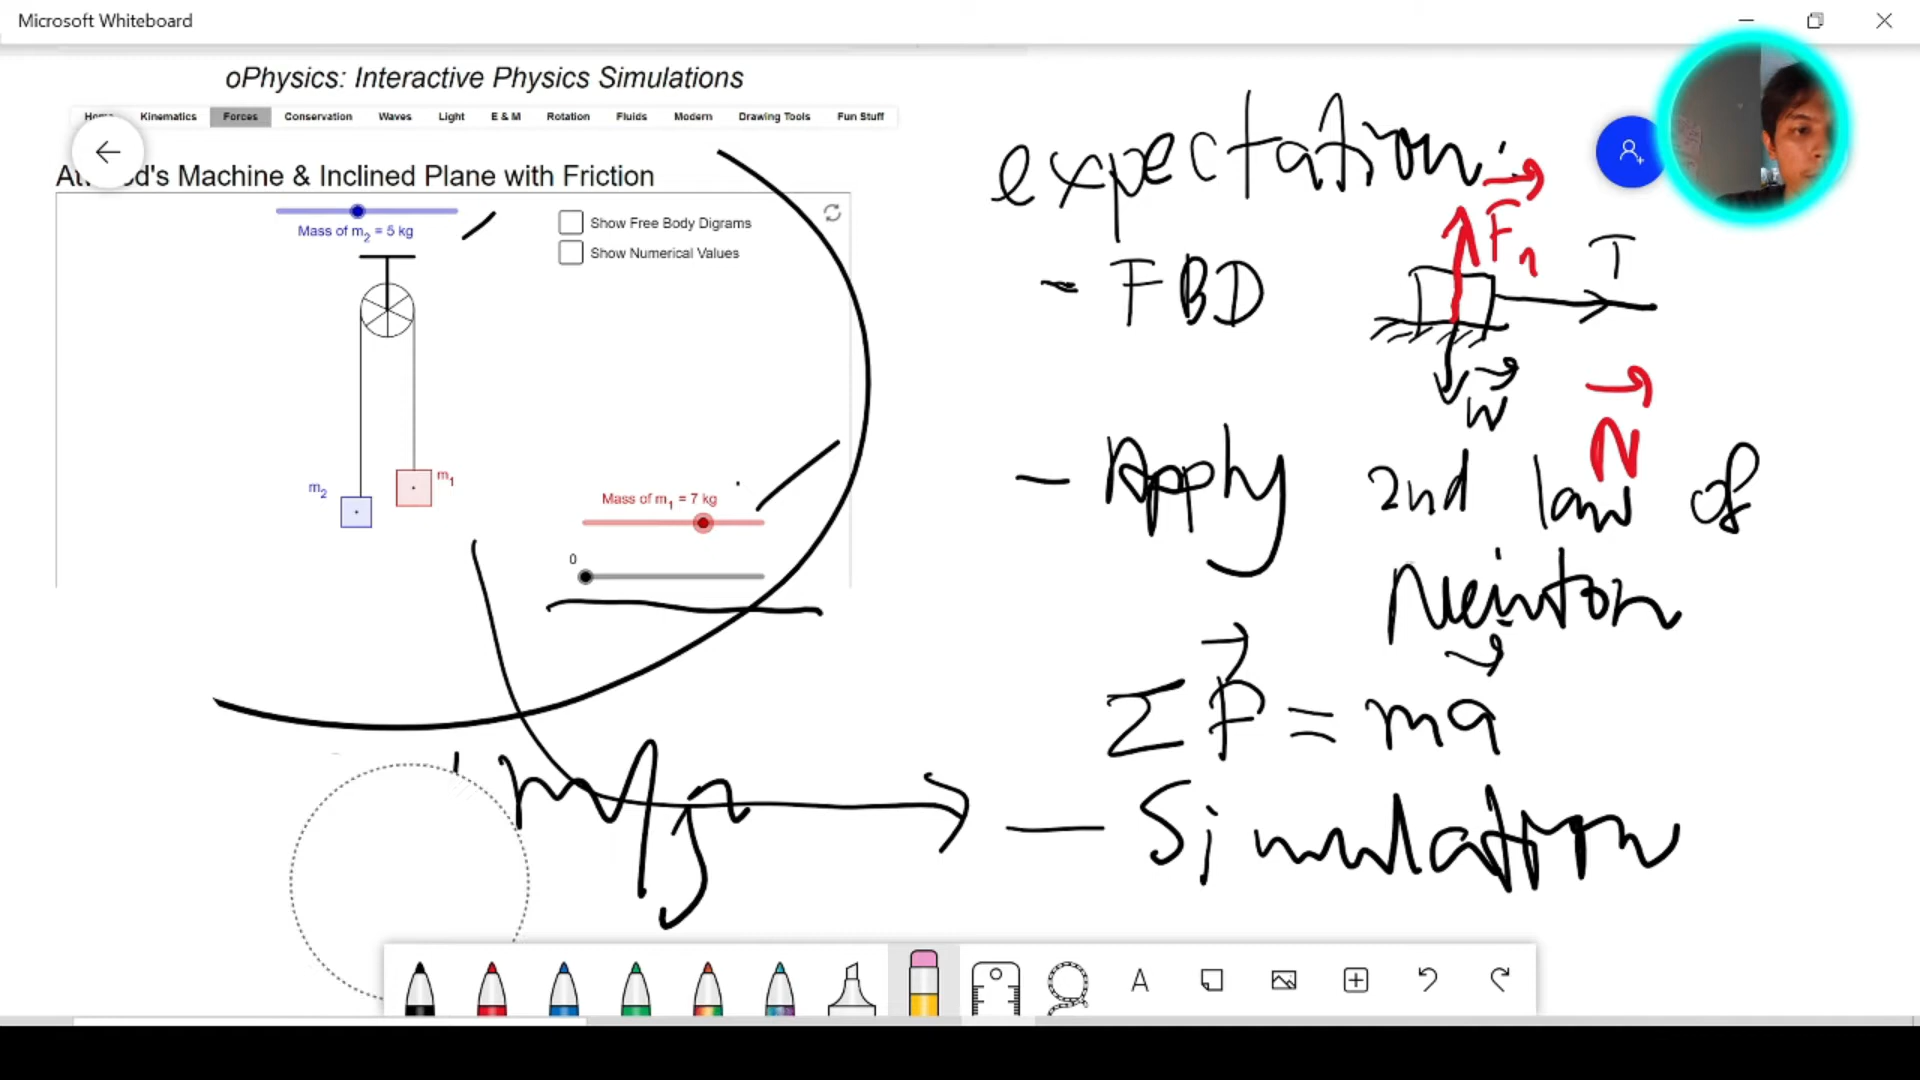 Microsoft Whiteboard
oPhysics: Interactive Physics Simulations
Kinematics Forces Conservation Waves Light E & M Rotation Fluids Modern Drawing Tools Fun Stuff
Machine & Inclined Plane with Friction
Mass of m2 = 5 kg
Show Free Body Digrams
Show Numerical Values
m2
m1
Mass of m1 = 7 kg
0
expectation:
- FBD
Fn
T
W
N
- Apply 2nd law of
Newton
ΣF = ma
- Simulation
A